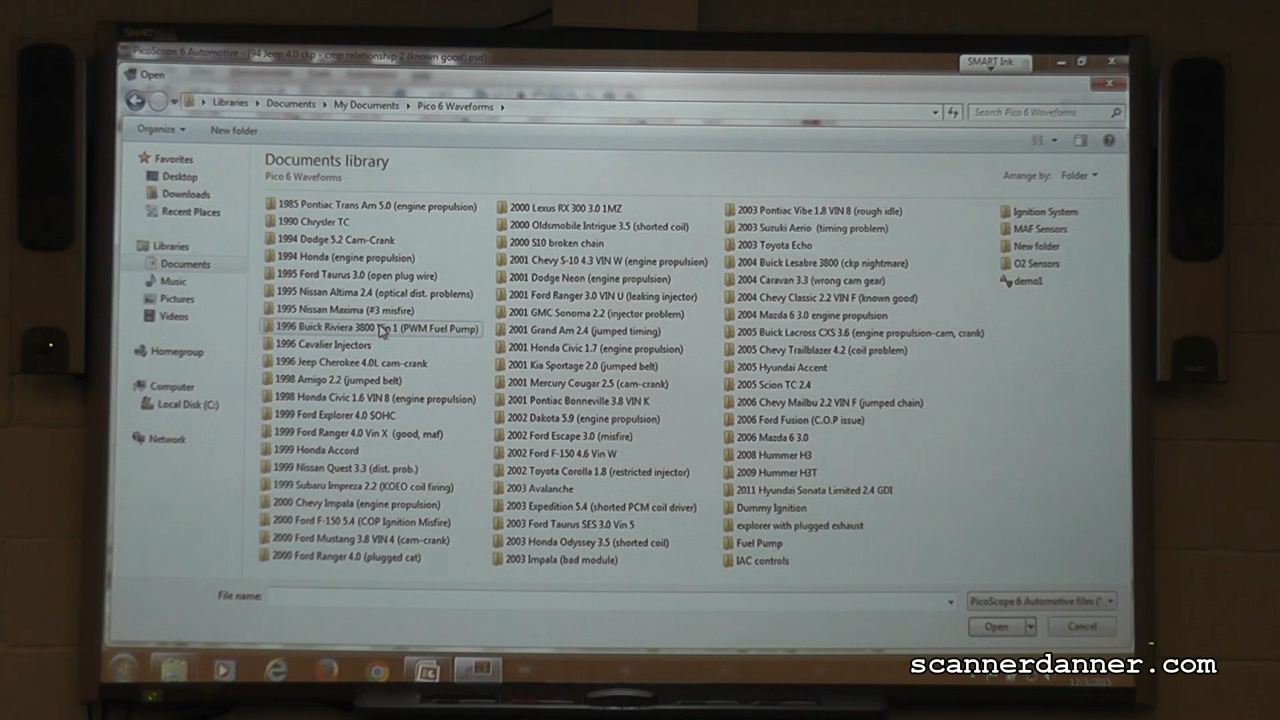 PicoScope 6 Automotive - [94 Jeep 4.0 ckp - cmp relationship 2 (known good).psd]
SMART Ink
Open
Libraries Documents My Documents Pico 6 Waveforms
Search Pico 6 Waveforms
Organize
New folder
Documents library
Pico 6 Waveforms
Arrange by: Folder
Favorites
Desktop
Downloads
Recent Places
Libraries
Documents
Music
Pictures
Videos
Homegroup
Computer
Local Disk (C:)
Network
1985 Pontiac Trans Am 5.0 (engine propulsion)
1990 Chrysler TC
1994 Dodge 5.2 Cam-Crank
1994 Honda (engine propulsion)
1995 Ford Taurus 3.0 (open plug wire)
1995 Nissan Altima 2.4 (optical dist. problems)
1995 Nissan Maxima (#3 misfire)
1996 Buick Riviera 3800 1 (PWM Fuel Pump)
1996 Cavalier Injectors
1996 Jeep Cherokee 4.0L cam-crank
1998 Amigo 2.2 (jumped belt)
1998 Honda Civic 1.6 VIN 8 (engine propulsion)
1999 Ford Explorer 4.0 SOHC
1999 Ford Ranger 4.0 Vin X (good, maf)
1999 Honda Accord
1999 Nissan Quest 3.3 (dist. prob.)
1999 Subaru Impreza 2.2 (KOEO coil firing)
2000 Chevy Impala (engine propulsion)
2000 Ford F-150 5.4 (COP Ignition Misfire)
2000 Ford Mustang 3.8 VIN 4 (cam-crank)
2000 Ford Ranger 4.0 (plugged cat)
2000 Lexus RX 300 3.0 1MZ
2000 Oldsmobile Intrigue 3.5 (shorted coil)
2000 S10 broken chain
2001 Chevy S-10 4.3 VIN W (engine propulsion)
2001 Dodge Neon (engine propulsion)
2001 Ford Ranger 3.0 VIN U (leaking injector)
2001 GMC Sonoma 2.2 (injector problem)
2001 Grand Am 2.4 (jumped timing)
2001 Honda Civic 1.7 (engine propulsion)
2001 Kia Sportage 2.0 (jumped belt)
2001 Mercury Cougar 2.5 (cam-crank)
2001 Pontiac Bonneville 3.8 VIN K
2002 Dakota 5.9 (engine propulsion)
2002 Ford Escape 3.0 (misfire)
2002 Ford F-150 4.6 Vin W
2002 Toyota Corolla 1.8 (restricted injector)
2003 Avalanche
2003 Expedition 5.4 (shorted PCM coil driver)
2003 Ford Taurus SES 3.0 Vin 5
2003 Honda Odyssey 3.5 (shorted coil)
2003 Impala (bad module)
2003 Pontiac Vibe 1.8 VIN 8 (rough idle)
2003 Suzuki Aerio (timing problem)
2003 Toyota Echo
2004 Buick Lesabre 3800 (ckp nightmare)
2004 Caravan 3.3 (wrong cam gear)
2004 Chevy Classic 2.2 VIN F (known good)
2004 Mazda 6 3.0 engine propulsion
2005 Buick Lacross CXS 3.6 (engine propulsion-cam, crank)
2005 Chevy Trailblazer 4.2 (coil problem)
2005 Hyundai Accent
2005 Scion TC 2.4
2006 Chevy Mailbu 2.2 VIN F (jumped chain)
2006 Ford Fusion (C.O.P issue)
2006 Mazda 6 3.0
2008 Hummer H3
2009 Hummer H3T
2011 Hyundai Sonata Limited 2.4 GDI
Dummy Ignition
explorer with plugged exhaust
Fuel Pump
IAC controls
Ignition System
MAF Sensors
New folder
O2 Sensors
demo1
File name:
PicoScope 6 Automotive files (*
Open
Cancel
scannerdanner.com